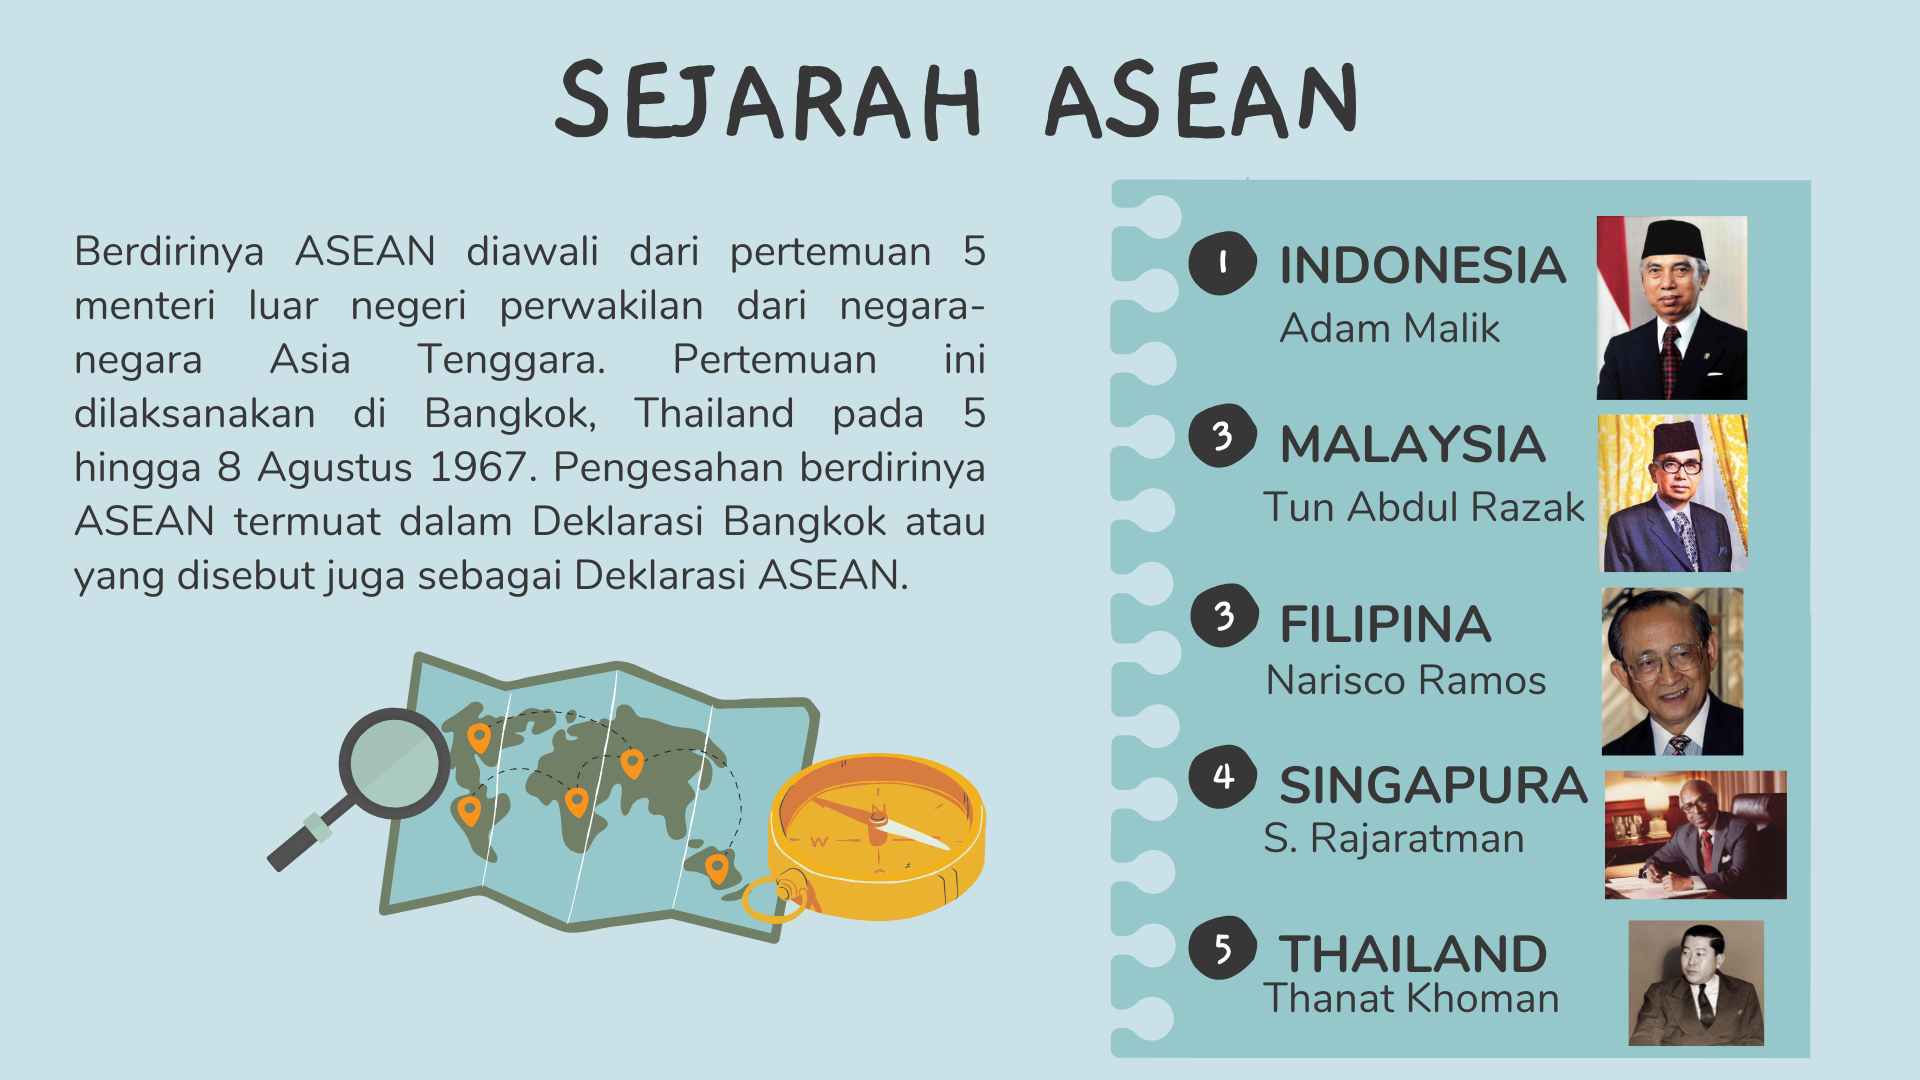 SEJARAH ASEAN
Berdirinya ASEAN diawali dari pertemuan 5
menteri luar negeri perwakilan dari negara-
negara Asia Tenggara. Pertemuan ini
dilaksanakan di Bangkok, Thailand pada 5
hingga 8 Agustus 1967. Pengesahan berdirinya
ASEAN termuat dalam Deklarasi Bangkok atau
yang disebut juga sebagai Deklarasi ASEAN.
N
W
1 INDONESIA
Adam Malik
3 MALAYSIA
Tun Abdul Razak
3 FILIPINA
Narisco Ramos
4 SINGAPURA
S. Rajaratman
5 THAILAND
Thanat Khoman